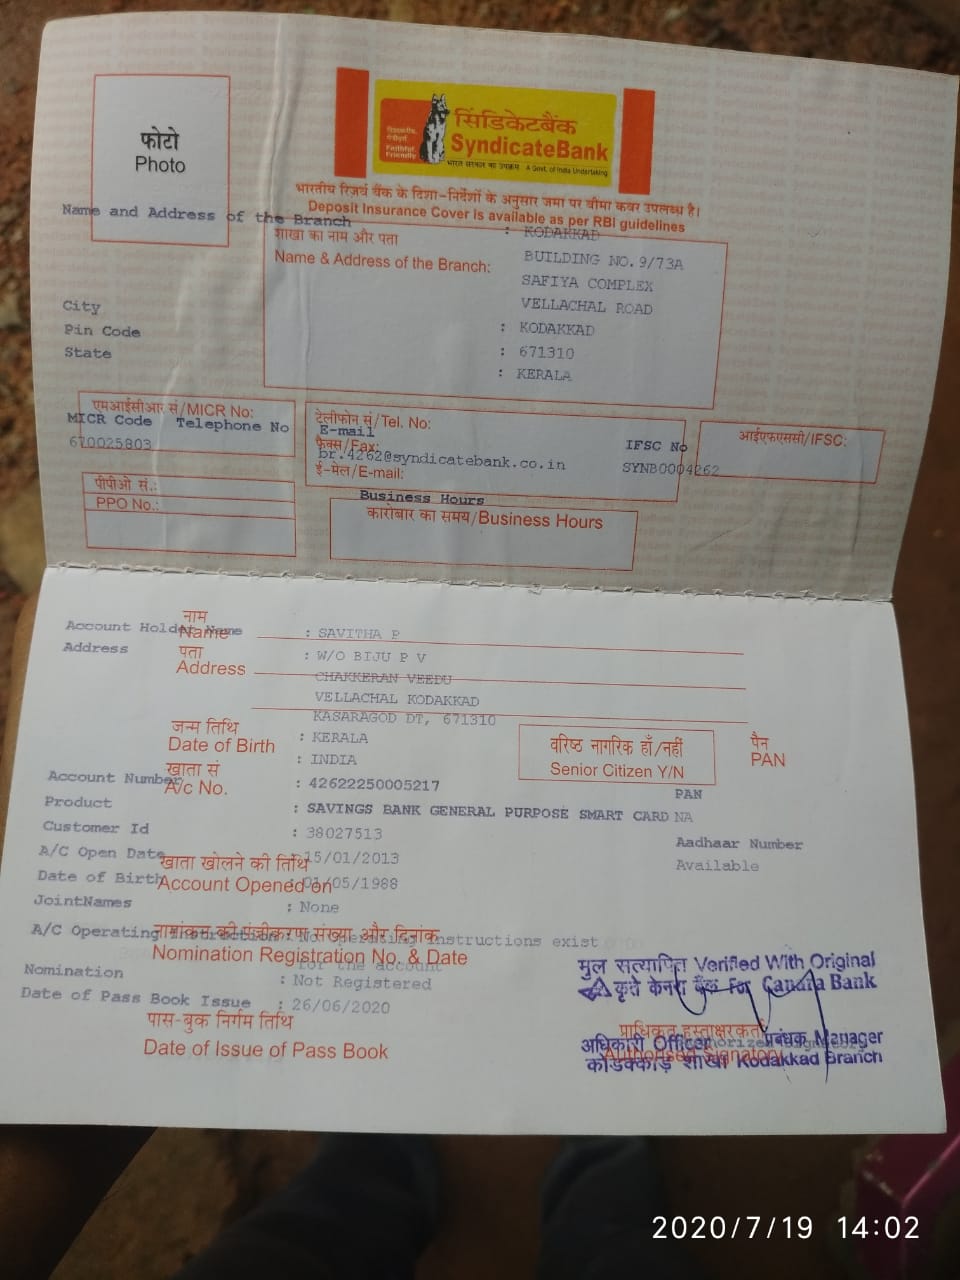 फोटो
Photo
विश्वसनीय, मैत्रीपूर्ण
Faithful, Friendly
सिंडिकेटबैंक
SyndicateBank
भारत सरकार का उपक्रम A Govt. of India Undertaking
भारतीय रिज़र्व बैंक के दिशा-निर्देशों के अनुसार जमा पर बीमा कवर उपलब्ध है।
Deposit Insurance Cover is available as per RBI guidelines
Name and Address of the Branch : KODAKKAD
शाखा का नाम और पता
Name & Address of the Branch:
BUILDING NO.9/73A
SAFIYA COMPLEX
VELLACHAL ROAD
City : KODAKKAD
Pin Code : 671310
State : KERALA
एमआईसीआर सं/MICR No:
MICR Code Telephone No
670025803
टेलीफोन सं/Tel. No:
E-mail
फैक्स/Fax:
br.4262@syndicatebank.co.in
ई-मेल/E-mail:
आईएफएससी/IFSC:
IFSC No
SYNB0004262
पीपीओ सं.:
PPO No.:
Business Hours
कारोबार का समय/Business Hours
नाम
Name
Account Holder Name : SAVITHA P
पता
Address
Address : W/O BIJU P V
CHAKKERAN VEEDU
VELLACHAL KODAKKAD
KASARAGOD DT, 671310
: KERALA
: INDIA
जन्म तिथि
Date of Birth
वरिष्ठ नागरिक हाँ/नहीं
Senior Citizen Y/N
पैन
PAN
खाता सं
A/c No.
Account Number : 42622250005217
PAN
Product : SAVINGS BANK GENERAL PURPOSE SMART CARD NA
Customer Id : 38027513
Aadhaar Number
Available
A/C Open Date : 15/01/2013
खाता खोलने की तिथि
Account Opened on
Date of Birth : 01/05/1988
JointNames : None
A/C Operating Instructions : No operating instructions exist
for the account
नामांकन की पंजीकरण संख्या और दिनांक
Nomination Registration No. & Date
Nomination : Not Registered
Date of Pass Book Issue : 26/06/2020
पास-बुक निर्गम तिथि
Date of Issue of Pass Book
मुल सत्यापित Verified With Original
कृते केनरा बैंक For Canara Bank
प्राधिकृत हस्ताक्षरकर्ता
Authorised Signatory
अधिकारी Officer प्रबंधक Manager
कोडक्काड़ शाखा Kodakkad Branch
2020/7/19 14:02